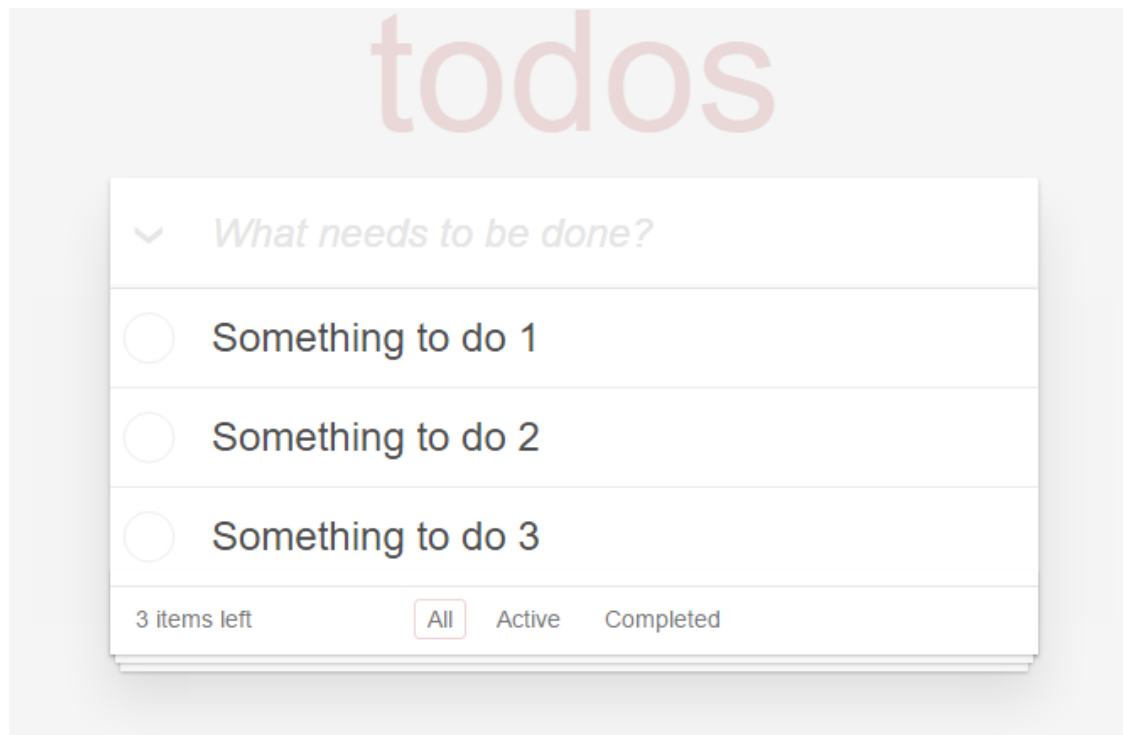 todos
What needs to be done?
Something to do 1
Something to do 2
Something to do 3
3 items left All Active Completed